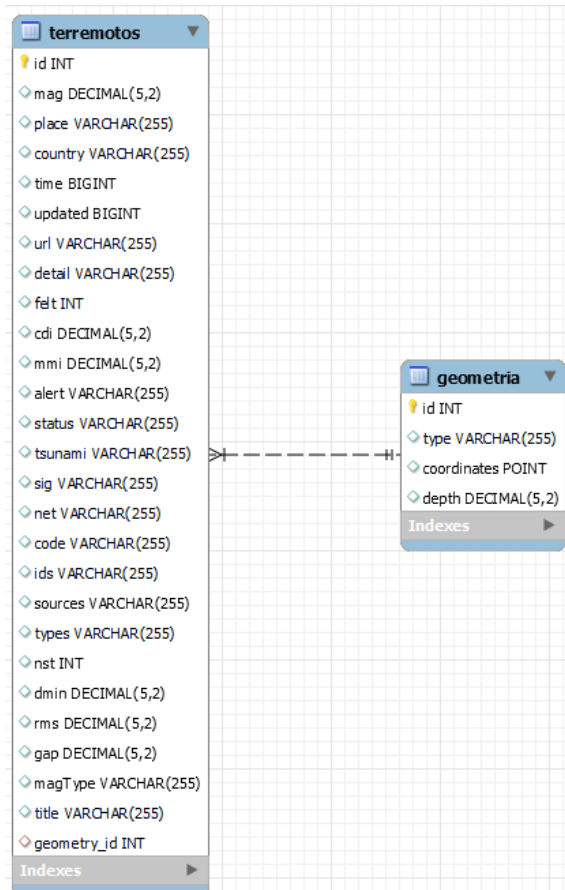 terremotos
id INT
mag DECIMAL(5,2)
place VARCHAR(255)
country VARCHAR(255)
time BIGINT
updated BIGINT
url VARCHAR(255)
detail VARCHAR(255)
felt INT
cdi DECIMAL(5,2)
mmi DECIMAL(5,2)
alert VARCHAR(255)
status VARCHAR(255)
tsunami VARCHAR(255)
sig VARCHAR(255)
net VARCHAR(255)
code VARCHAR(255)
ids VARCHAR(255)
sources VARCHAR(255)
types VARCHAR(255)
nst INT
dmin DECIMAL(5,2)
rms DECIMAL(5,2)
gap DECIMAL(5,2)
magType VARCHAR(255)
title VARCHAR(255)
geometry_id INT
Indexes
geometria
id INT
type VARCHAR(255)
coordinates POINT
depth DECIMAL(5,2)
Indexes